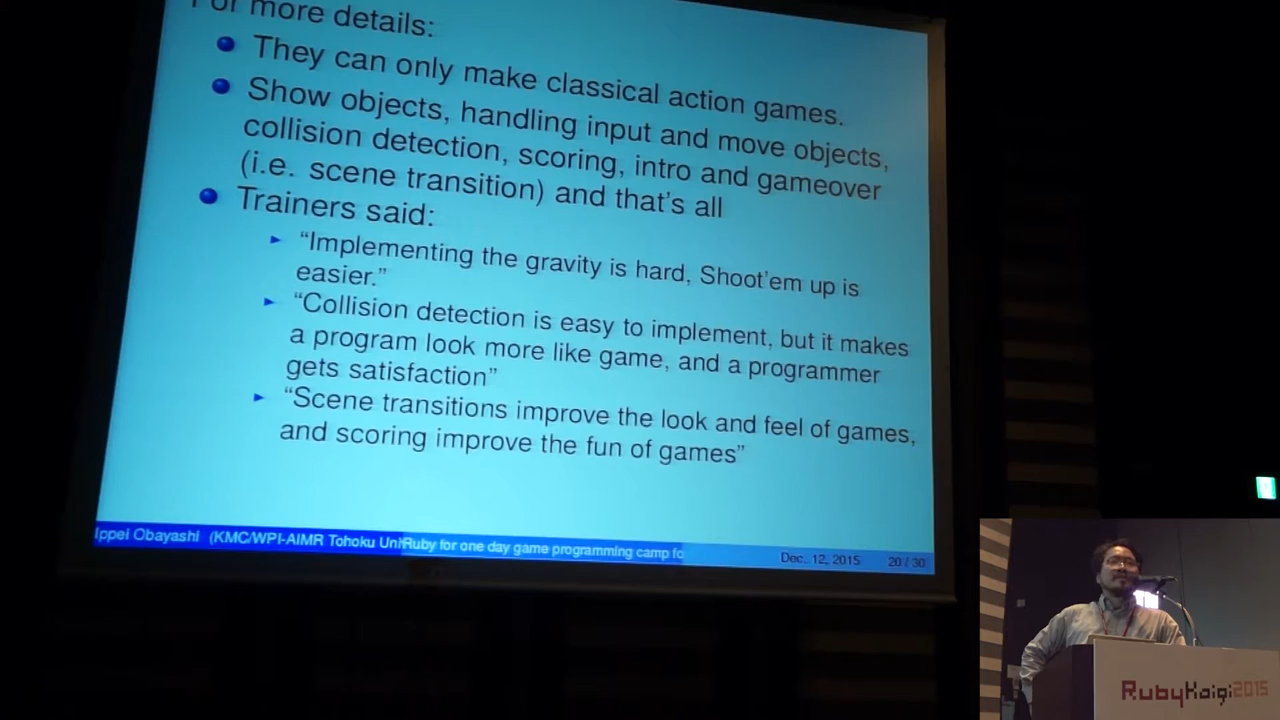 For more details:
They can only make classical action games.
Show objects, handling input and move objects,
collision detection, scoring, intro and gameover
(i.e. scene transition) and that's all
Trainers said:
“Implementing the gravity is hard, Shoot'em up is
easier.”
“Collision detection is easy to implement, but it makes
a program look more like game, and a programmer
gets satisfaction”
“Scene transitions improve the look and feel of games,
and scoring improve the fun of games”
Ippei Obayashi (KMC/WPI-AIMR Tohoku Uni Ruby for one day game programming camp fo Dec. 12, 2015 20 / 30
RubyKaigi2015